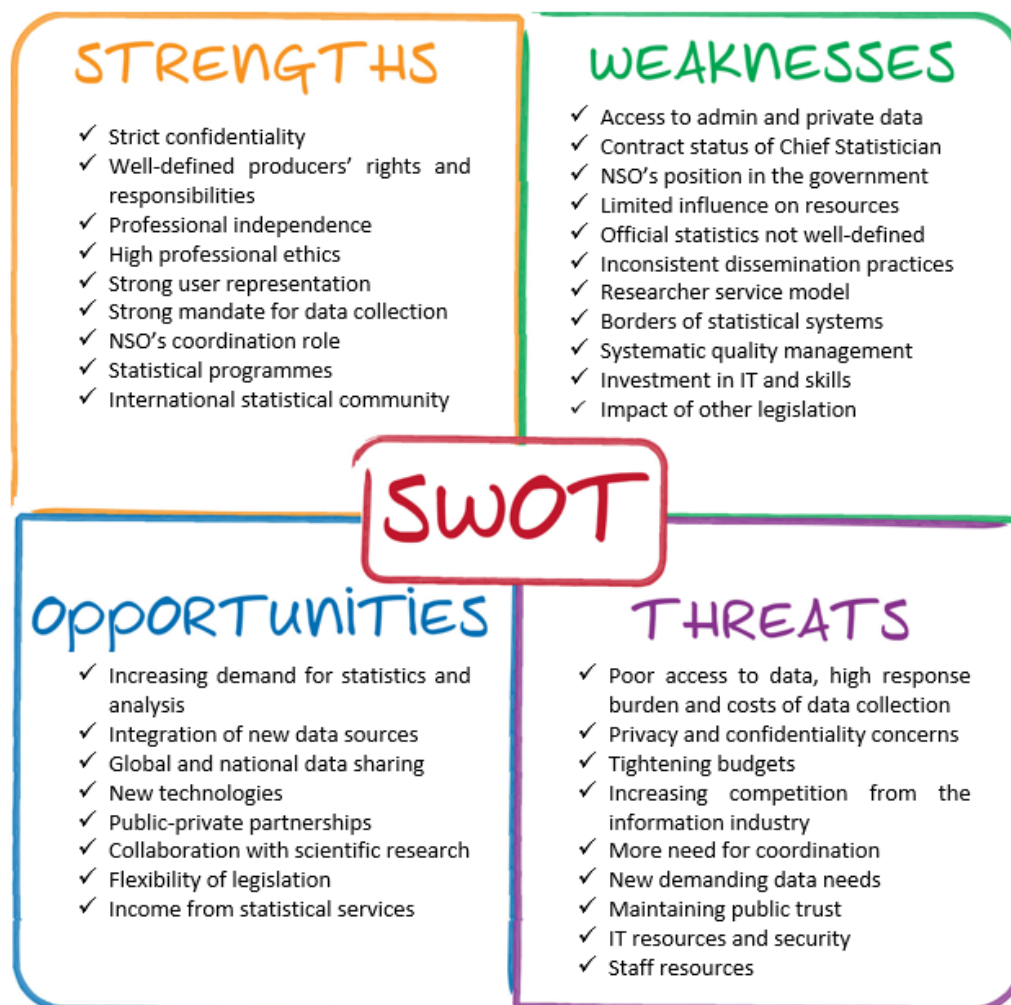 STRENGTHS
✓ Strict confidentiality
✓ Well-defined producers' rights and
responsibilities
✓ Professional independence
✓ High professional ethics
✓ Strong user representation
✓ Strong mandate for data collection
✓ NSO's coordination role
✓ Statistical programmes
✓ International statistical community
WEAKNESSES
✓ Access to admin and private data
✓ Contract status of Chief Statistician
✓ NSO's position in the government
✓ Limited influence on resources
✓ Official statistics not well-defined
✓ Inconsistent dissemination practices
✓ Researcher service model
✓ Borders of statistical systems
✓ Systematic quality management
✓ Investment in IT and skills
✓ Impact of other legislation
SWOT
OPPORTUNITIES
✓ Increasing demand for statistics and
analysis
✓ Integration of new data sources
✓ Global and national data sharing
✓ New technologies
✓ Public-private partnerships
✓ Collaboration with scientific research
✓ Flexibility of legislation
✓ Income from statistical services
THREATS
✓ Poor access to data, high response
burden and costs of data collection
✓ Privacy and confidentiality concerns
✓ Tightening budgets
✓ Increasing competition from the
information industry
✓ More need for coordination
✓ New demanding data needs
✓ Maintaining public trust
✓ IT resources and security
✓ Staff resources